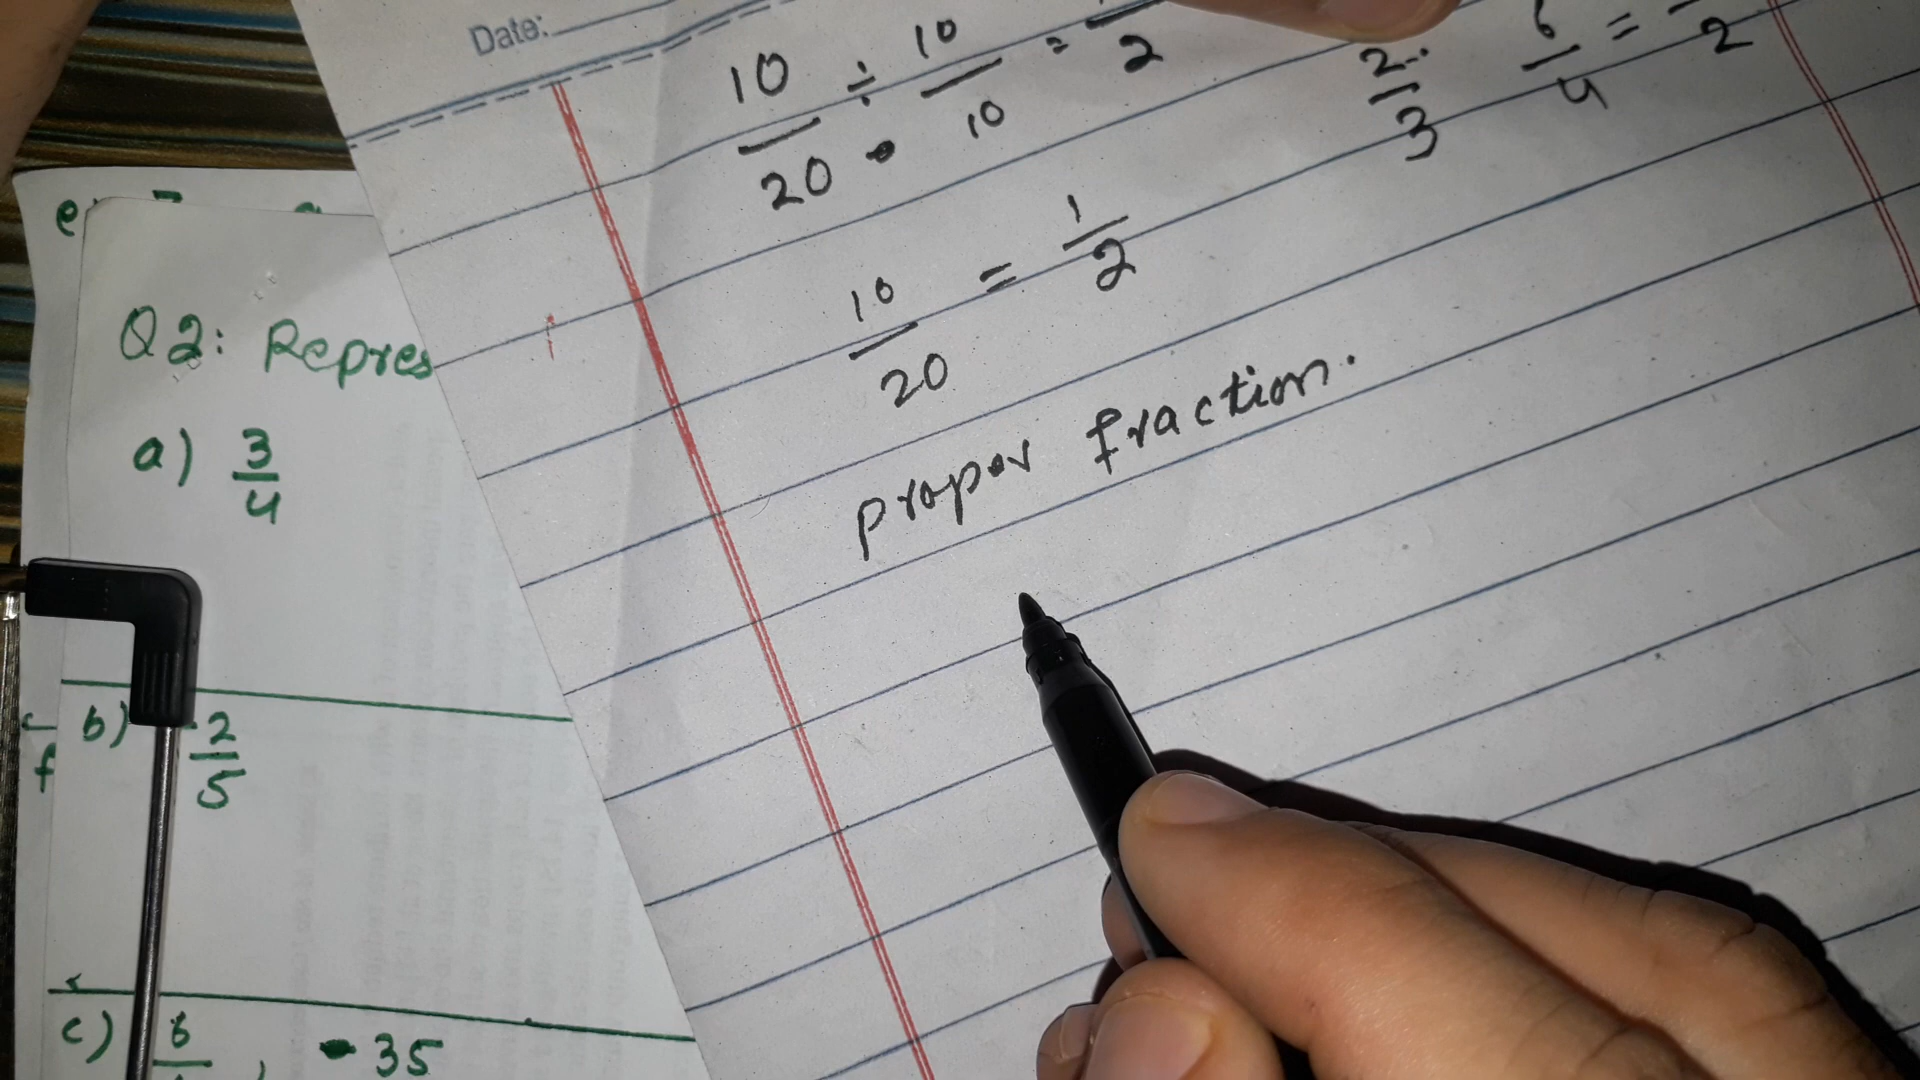 Date:
10/20 ÷ 10/10 = /2
2/3
6/4 = /2
10/20 = 1/2
proper fraction.
Q2: Repres
a) 3/4
b) -2/5
c) 6/
-35